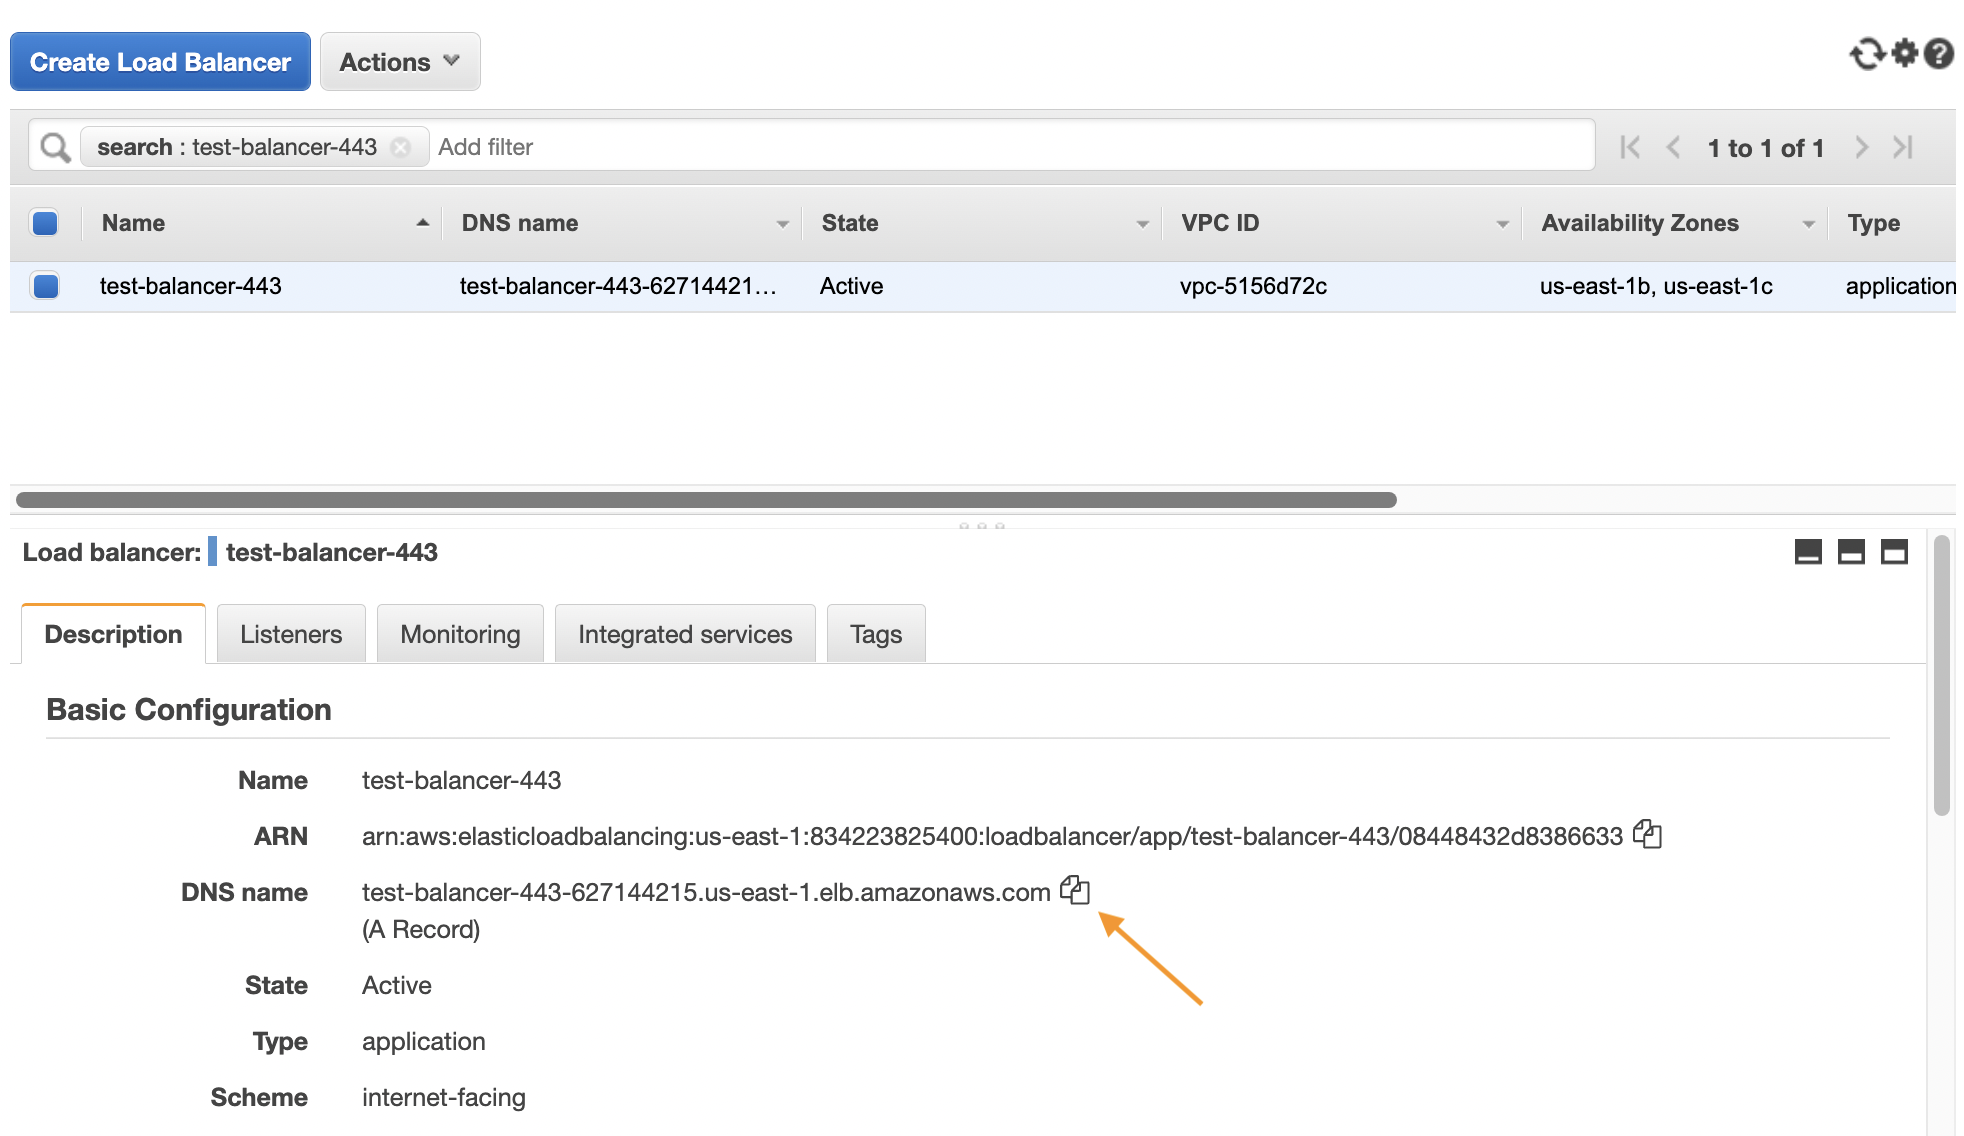 Create Load Balancer Actions
search : test-balancer-443 Add filter 1 to 1 of 1
Name DNS name State VPC ID Availability Zones Type
test-balancer-443 test-balancer-443-62714421... Active vpc-5156d72c us-east-1b, us-east-1c application
Load balancer: test-balancer-443
Description Listeners Monitoring Integrated services Tags
Basic Configuration
Name test-balancer-443
ARN arn:aws:elasticloadbalancing:us-east-1:834223825400:loadbalancer/app/test-balancer-443/08448432d8386633
DNS name test-balancer-443-627144215.us-east-1.elb.amazonaws.com
(A Record)
State Active
Type application
Scheme internet-facing